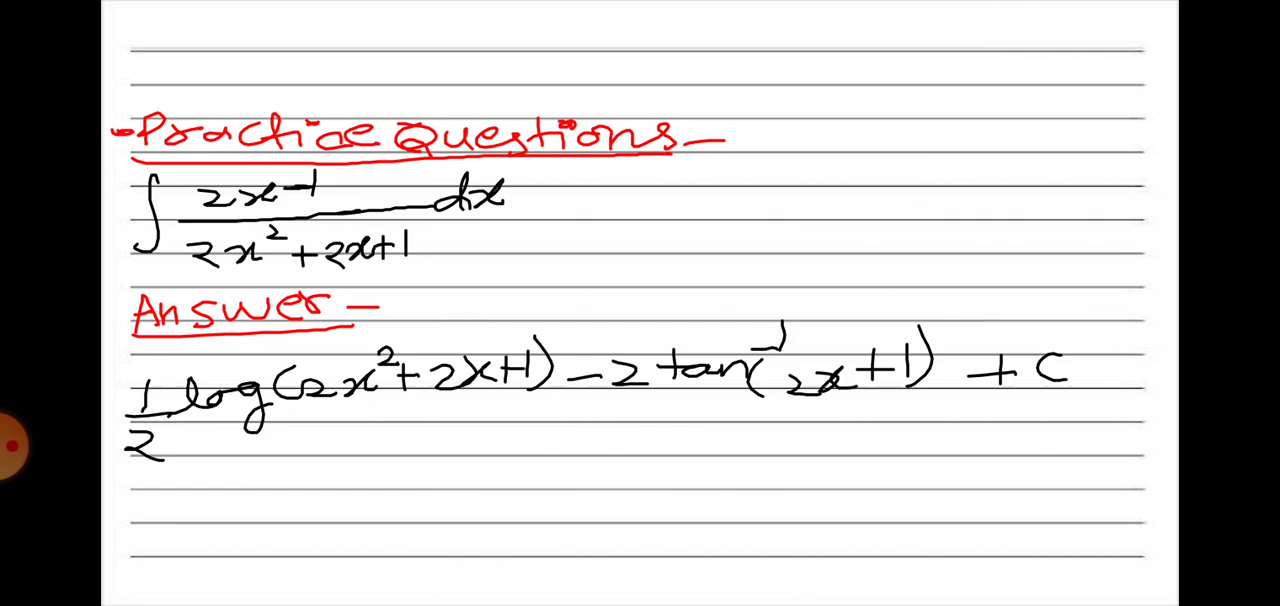 Practice Questions -
∫ 2x-1 / 2x²+2x+1 dx
Answer -
1/2 log(2x²+2x+1) - 2 tan⁻¹(2x+1) + C